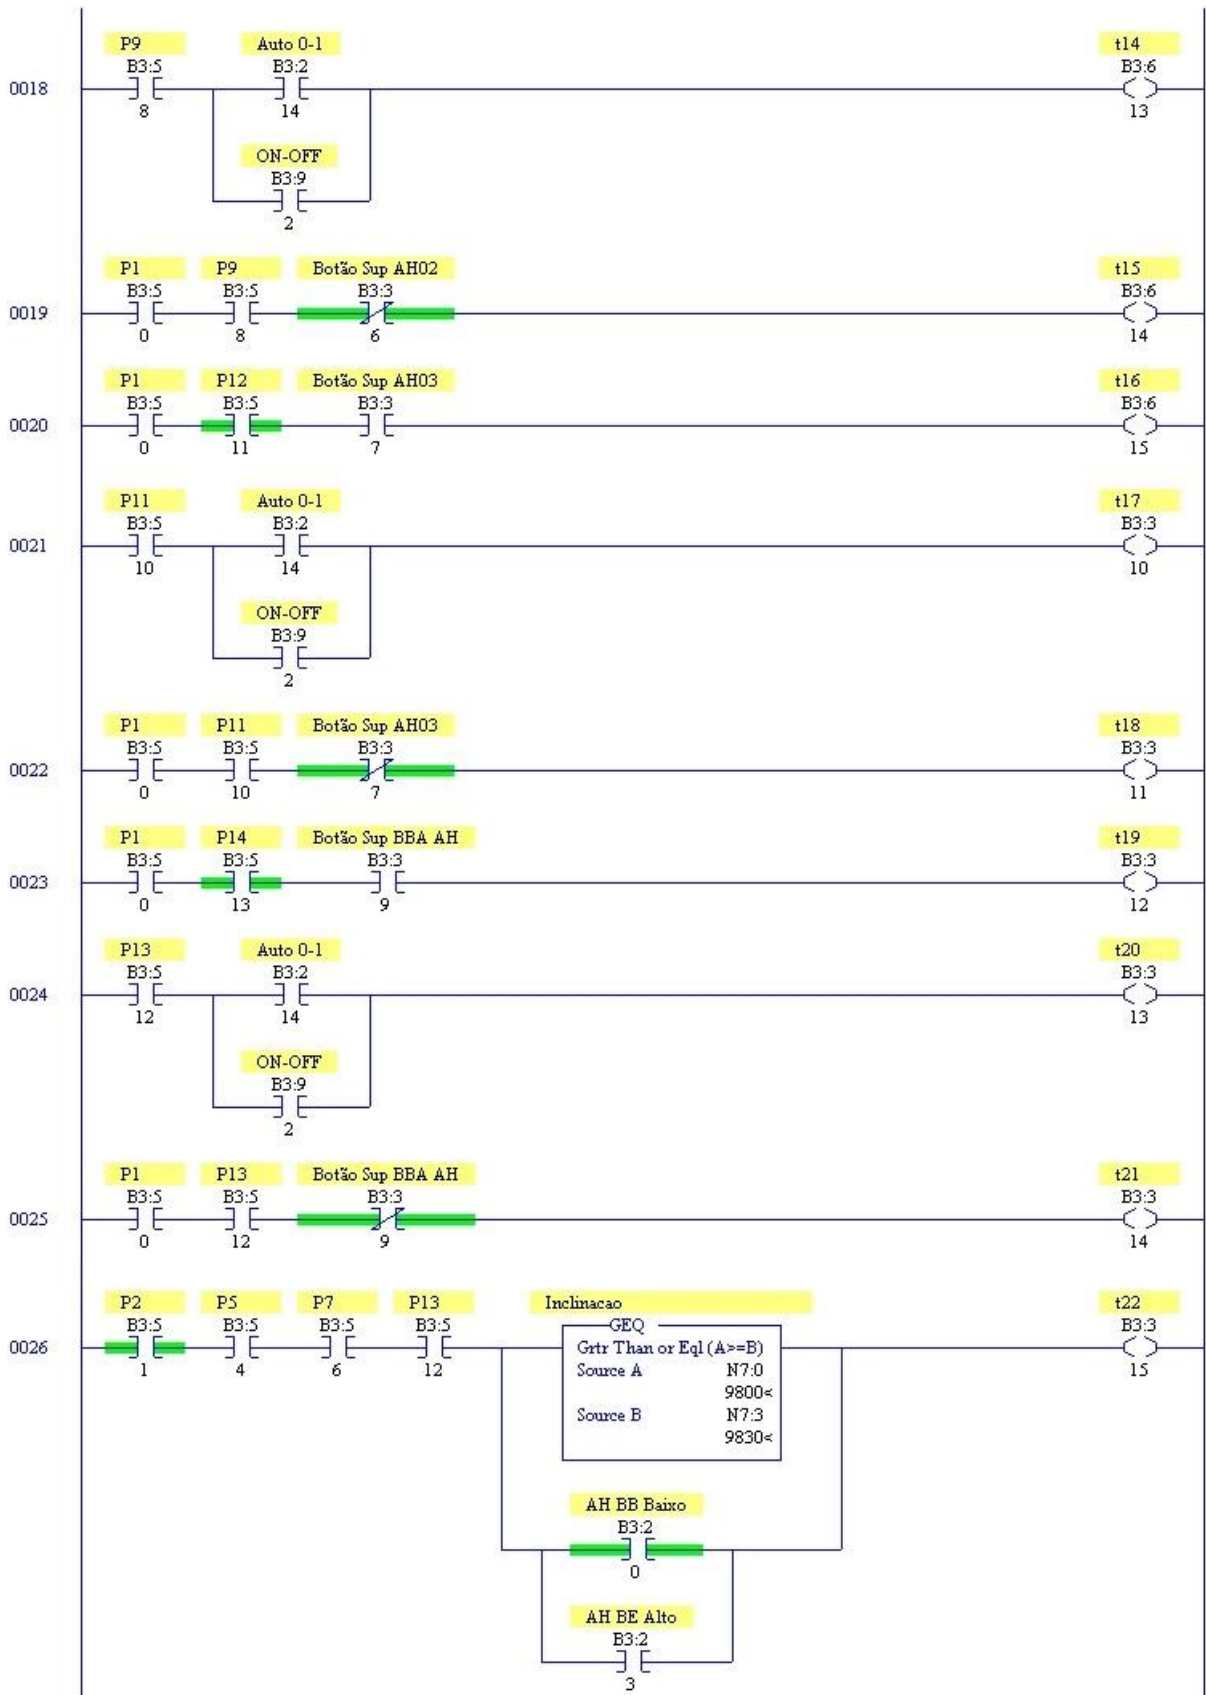 P9 Auto 0-1 t14
B3:5 B3:2 B3:6
0018
8 14 13
ON-OFF
B3:9
2
P1 P9 Botão Sup AH02 t15
B3:5 B3:5 B3:3 B3:6
0019
0 8 6 14
P1 P12 Botão Sup AH03 t16
B3:5 B3:5 B3:3 B3:6
0020
0 11 7 15
P11 Auto 0-1 t17
B3:5 B3:2 B3:3
0021
10 14 10
ON-OFF
B3:9
2
P1 P11 Botão Sup AH03 t18
B3:5 B3:5 B3:3 B3:3
0022
0 10 7 11
P1 P14 Botão Sup BBA AH t19
B3:5 B3:5 B3:3 B3:3
0023
0 13 9 12
P13 Auto 0-1 t20
B3:5 B3:2 B3:3
0024
12 14 13
ON-OFF
B3:9
2
P1 P13 Botão Sup BBA AH t21
B3:5 B3:5 B3:3 B3:3
0025
0 12 9 14
P2 P5 P7 P13 Inclinacao t22
B3:5 B3:5 B3:5 B3:5 GEQ B3:3
0026 Grtr Than or Eql (A>=B)
1 4 6 12 Source A N7:0 15
9800<
Source B N7:3
9830<
AH BB Baixo
B3:2
0
AH BE Alto
B3:2
3